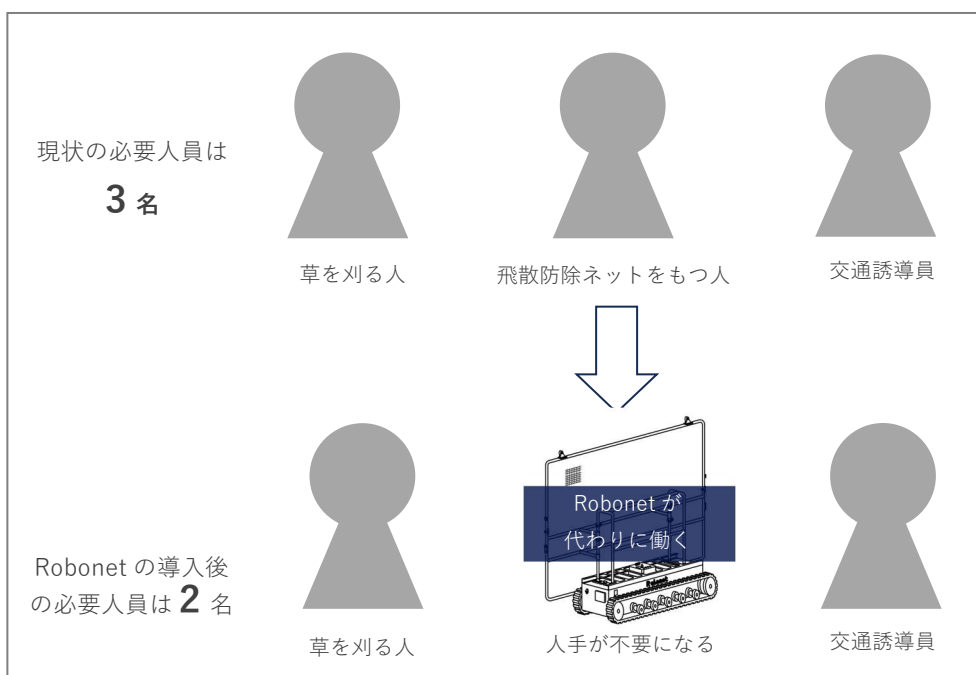 現状の必要人員は
3 名
草を刈る人
飛散防除ネットをもつ人
交通誘導員
Robonet が
代わりに働く
Robonet
Robonet の導入後
の必要人員は 2 名
草を刈る人
人手が不要になる
交通誘導員